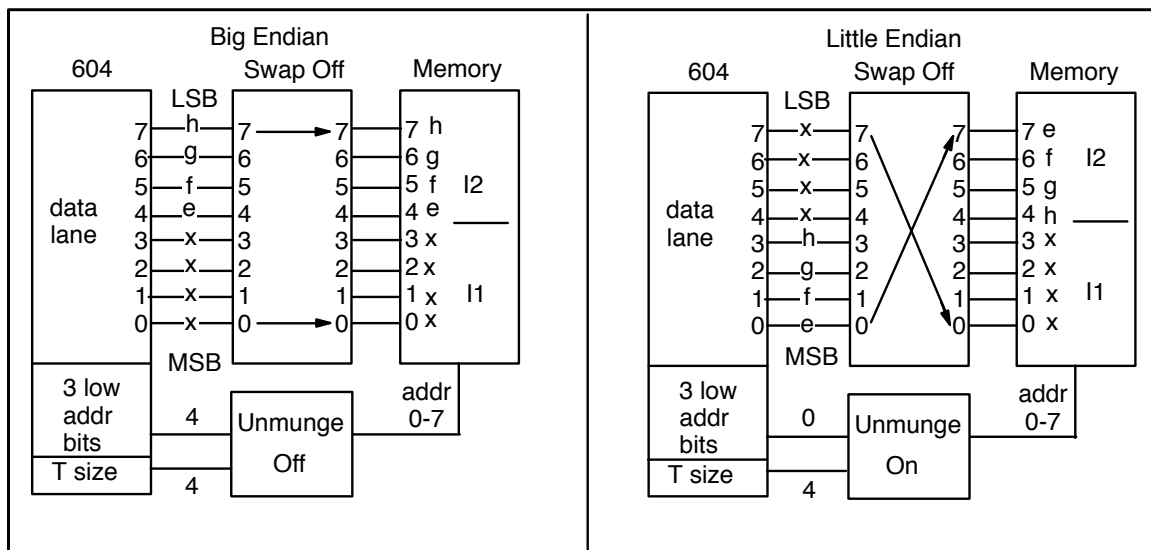 Big Endian
604 Swap Off Memory
LSB
7 h 7 7 7 h
6 g 6 6 6 g
5 f 5 5 5 f I2
data 4 e 4 4 4 e
lane 3 x 3 3 3 x
2 x 2 2 2 x
1 x 1 1 1 x I1
0 x 0 0 0 x
MSB
3 low addr
addr 4 Unmunge 0-7
bits
T size Off
4
Little Endian
604 Swap Off Memory
LSB
7 x 7 7 7 e
6 x 6 6 6 f I2
5 x 5 5 5 g
data 4 x 4 4 4 h
lane 3 h 3 3 3 x
2 g 2 2 2 x
1 f 1 1 1 x I1
0 e 0 0 0 x
MSB
3 low addr
addr 0 Unmunge 0-7
bits
T size On
4